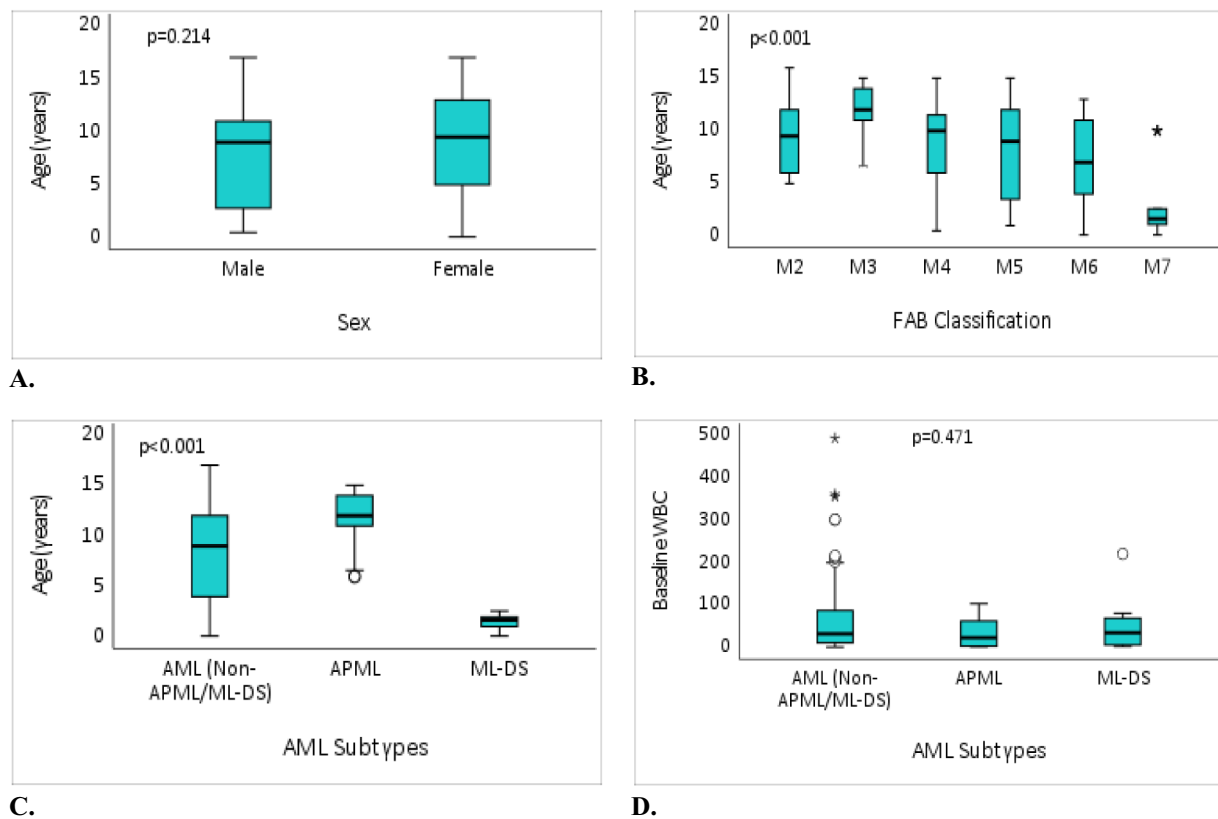 20
15
10
5
0
Age (years)
p=0.214
Male Female
Sex
A.
20
15
10
5
0
Age (years)
p<0.001
M2 M3 M4 M5 M6 M7
FAB Classification
B.
20
15
10
5
0
Age (years)
p<0.001
AML (Non-
APML/ML-DS)
APML
ML-DS
AML Subtypes
C.
500
400
300
200
100
0
Baseline WBC
p=0.471
AML (Non-
APML/ML-DS)
APML
ML-DS
AML Subtypes
D.